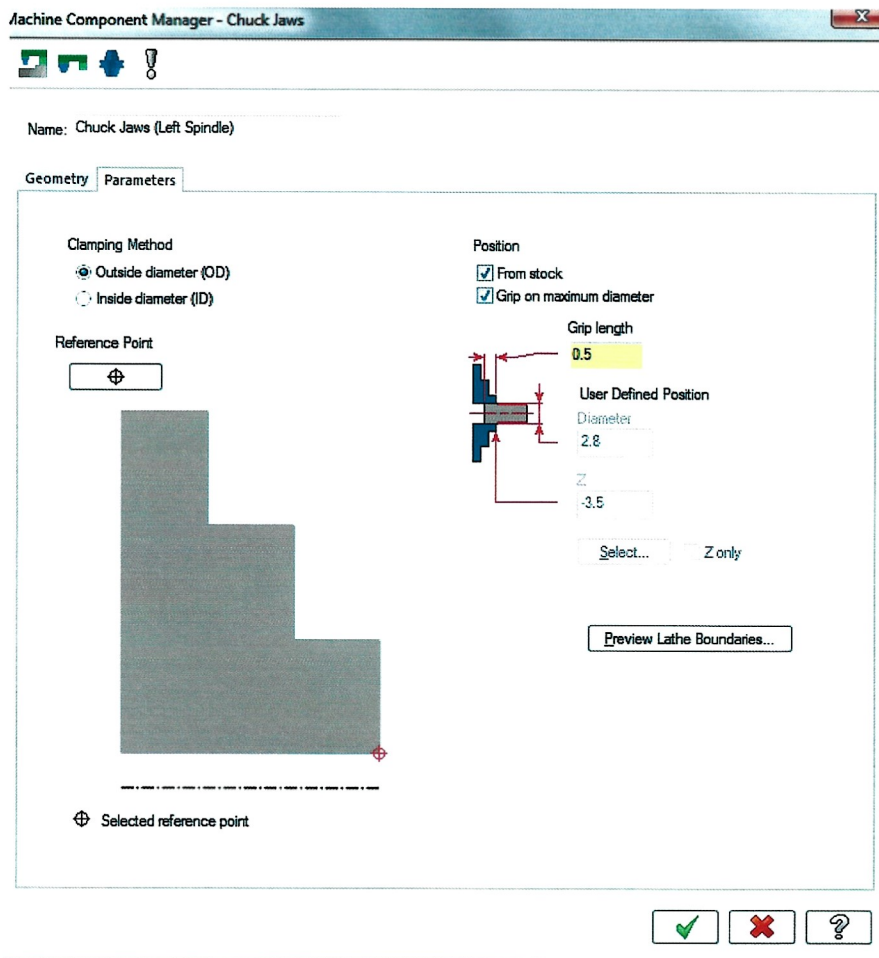 Machine Component Manager - Chuck Jaws
Name: Chuck Jaws (Left Spindle)
Geometry Parameters
Clamping Method
Outside diameter (OD)
Inside diameter (ID)
Reference Point
Selected reference point
Position
From stock
Grip on maximum diameter
Grip length
0.5
User Defined Position
Diameter
2.8
Z
-3.5
Select... Z only
Preview Lathe Boundaries...